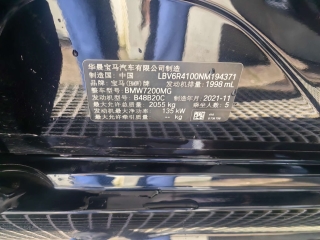 华晨宝马汽车有限公司制造
制造国:中国 LBV6R4100NM194371
品牌:宝马(BMW)牌 发动机排量:1998 mL
整车型号:BMW7200MG
发动机型号:B48B20C 制造年月:2021-11
最大允许总质量:2055 kg 乘坐人数:5
发动机最大净功率:135 kW
kg